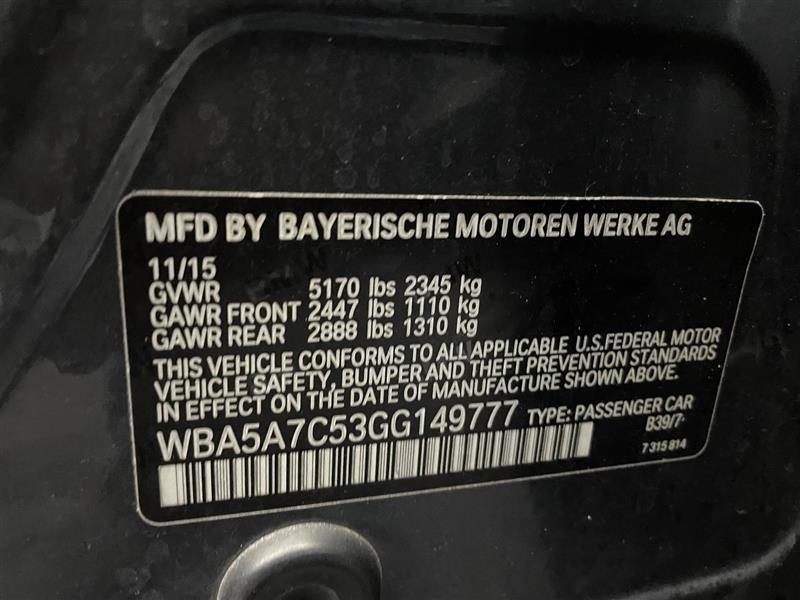 MFD BY BAYERISCHE MOTOREN WERKE AG
11/15
GVWR 5170 lbs 2345 kg
GAWR FRONT 2447 lbs 1110 kg
GAWR REAR 2888 lbs 1310 kg
THIS VEHICLE CONFORMS TO ALL APPLICABLE U.S.FEDERAL MOTOR
VEHICLE SAFETY, BUMPER AND THEFT PREVENTION STANDARDS
IN EFFECT ON THE DATE OF MANUFACTURE SHOWN ABOVE.
WBA5A7C53GG149777 TYPE: PASSENGER CAR
B39/7-
7 315 814